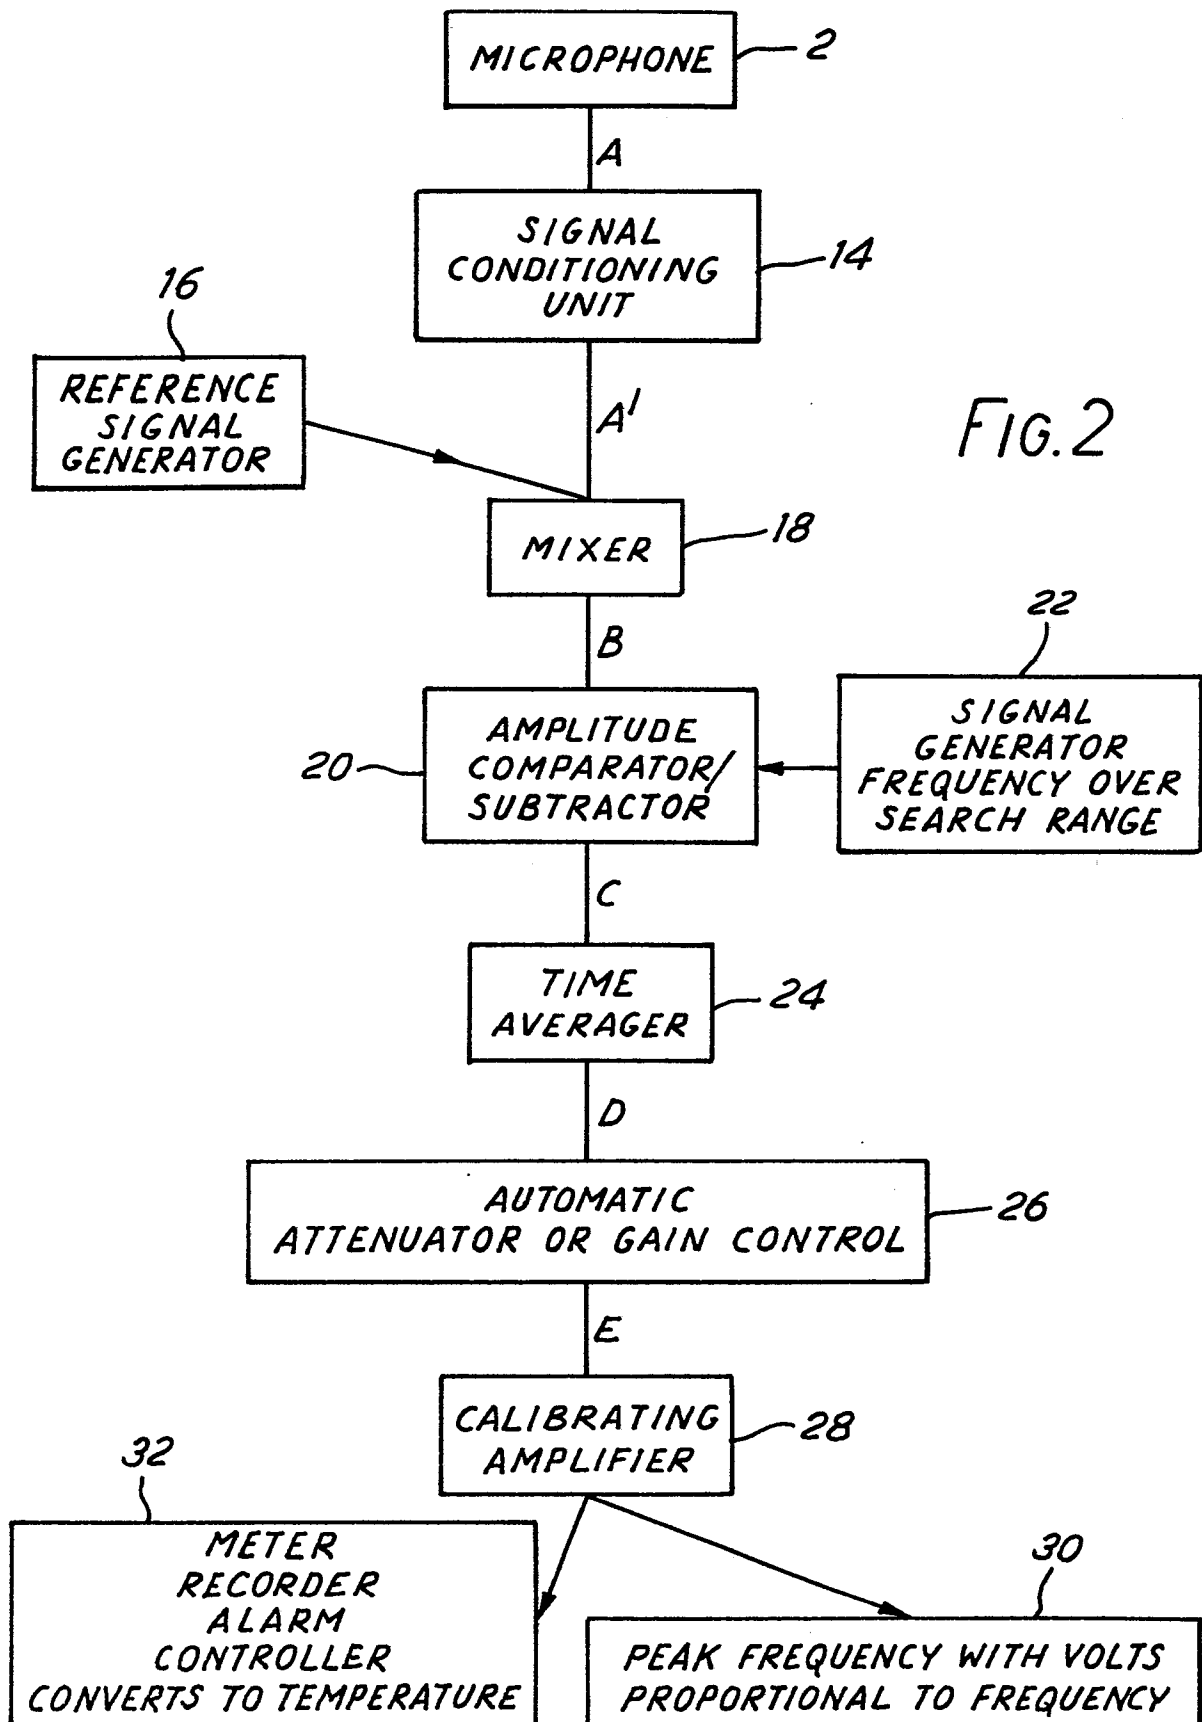 MICROPHONE
2
A
SIGNAL
CONDITIONING
UNIT
14
16
REFERENCE
SIGNAL
GENERATOR
A'
FIG. 2
MIXER
18
B
22
AMPLITUDE
COMPARATOR/
SUBTRACTOR
20
SIGNAL
GENERATOR
FREQUENCY OVER
SEARCH RANGE
C
TIME
AVERAGER
24
D
AUTOMATIC
ATTENUATOR OR GAIN CONTROL
26
E
CALIBRATING
AMPLIFIER
28
32
METER
RECORDER
ALARM
CONTROLLER
CONVERTS TO TEMPERATURE
30
PEAK FREQUENCY WITH VOLTS
PROPORTIONAL TO FREQUENCY